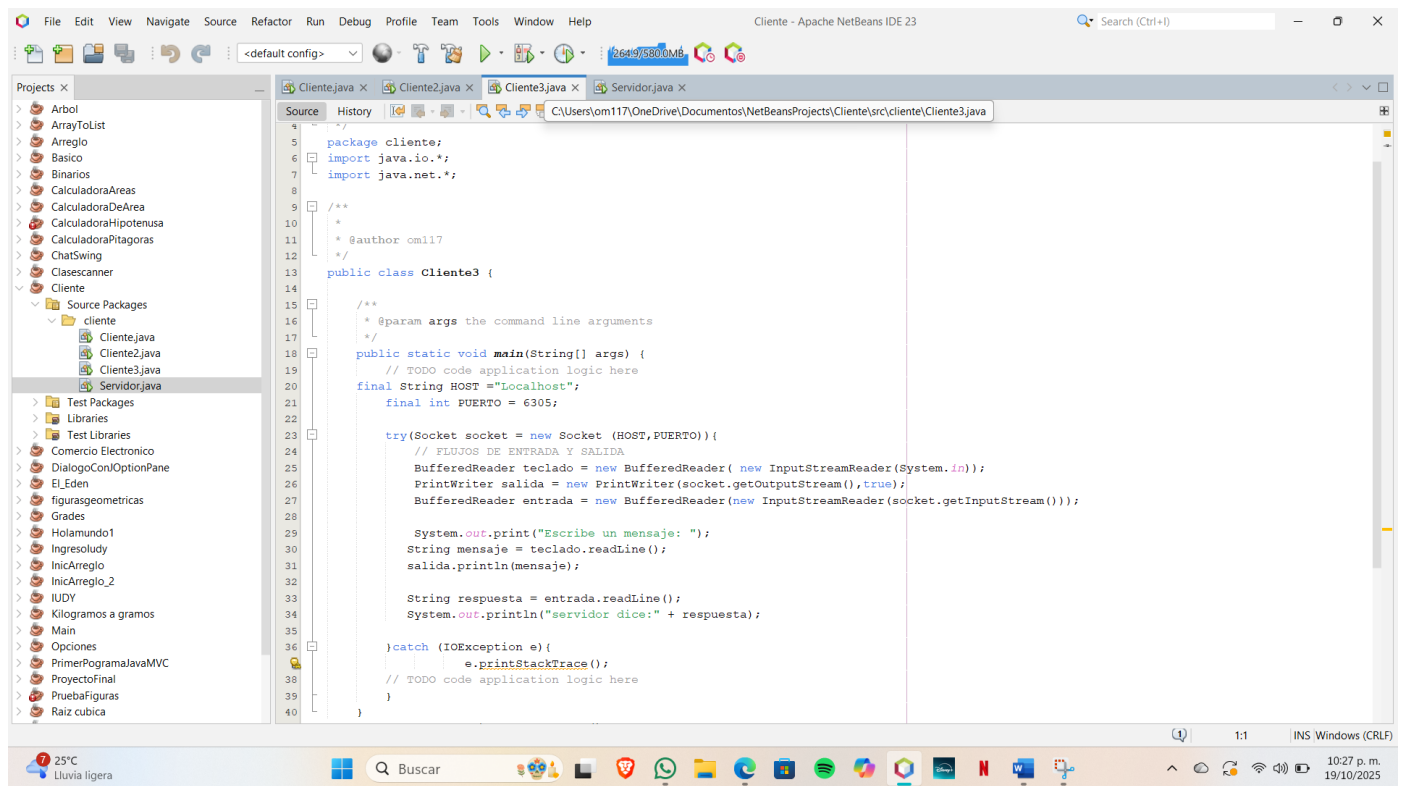 File Edit View Navigate Source Refactor Run Debug Profile Team Tools Window Help
Cliente - Apache NetBeans IDE 23
Search (Ctrl+I)
<default config>
264.9/580.0MB
Projects
Cliente.java
Cliente2.java
Cliente3.java
Servidor.java
Source History
C:\Users\om117\OneDrive\Documentos\NetBeansProjects\Cliente\src\cliente\Cliente3.java
Arbol
ArrayToList
Arreglo
Basico
Binarios
CalculadoraAreas
CalculadoraDeArea
CalculadoraHipotenusa
CalculadoraPitagoras
ChatSwing
Clasescanner
Cliente
Source Packages
cliente
Cliente.java
Cliente2.java
Cliente3.java
Servidor.java
Test Packages
Libraries
Test Libraries
Comercio Electronico
DialogoConJOptionPane
El_Eden
figurasgeometricas
Grades
Holamundo1
Ingresoludy
InicArreglo
InicArreglo_2
IUDY
Kilogramos a gramos
Main
Opciones
PrimerPogramaJavaMVC
ProyectoFinal
PruebaFiguras
Raiz cubica
4 */
5 package cliente;
6 import java.io.*;
7 import java.net.*;
8
9 /**
10 *
11 * @author om117
12 */
13 public class Cliente3 {
14
15 /**
16 * @param args the command line arguments
17 */
18 public static void main(String[] args) {
19 // TODO code application logic here
20 final String HOST ="Localhost";
21 final int PUERTO = 6305;
22
23 try(Socket socket = new Socket (HOST,PUERTO)){
24 // FLUJOS DE ENTRADA Y SALIDA
25 BufferedReader teclado = new BufferedReader( new InputStreamReader(System.in));
26 PrintWriter salida = new PrintWriter(socket.getOutputStream(),true);
27 BufferedReader entrada = new BufferedReader(new InputStreamReader(socket.getInputStream()));
28
29 System.out.print("Escribe un mensaje: ");
30 String mensaje = teclado.readLine();
31 salida.println(mensaje);
32
33 String respuesta = entrada.readLine();
34 System.out.println("servidor dice:" + respuesta);
35
36 }catch (IOException e){
e.printStackTrace();
38 // TODO code application logic here
39 }
40 }
1
1:1
INS
Windows (CRLF)
7
25°C
Lluvia ligera
Buscar
10:27 p. m.
19/10/2025